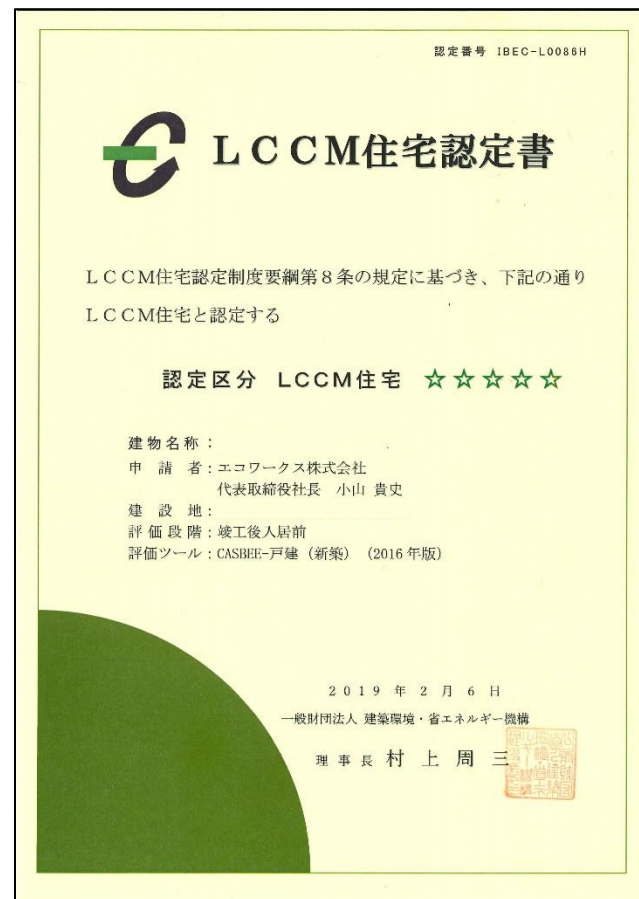 認定番号 IBEC-L0086H
LCCM住宅認定書
LCCM住宅認定制度要綱第8条の規定に基づき、下記の通り
LCCM住宅と認定する
認定区分 LCCM住宅 ☆☆☆☆☆
建物名称：
申請者：エコワークス株式会社
代表取締役社長 小山 貴史
建設地：
評価段階：竣工後入居前
評価ツール：CASBEE-戸建（新築）（2016年版）
2019年2月6日
一般財団法人 建築環境・省エネルギー機構
理事長 村上周三